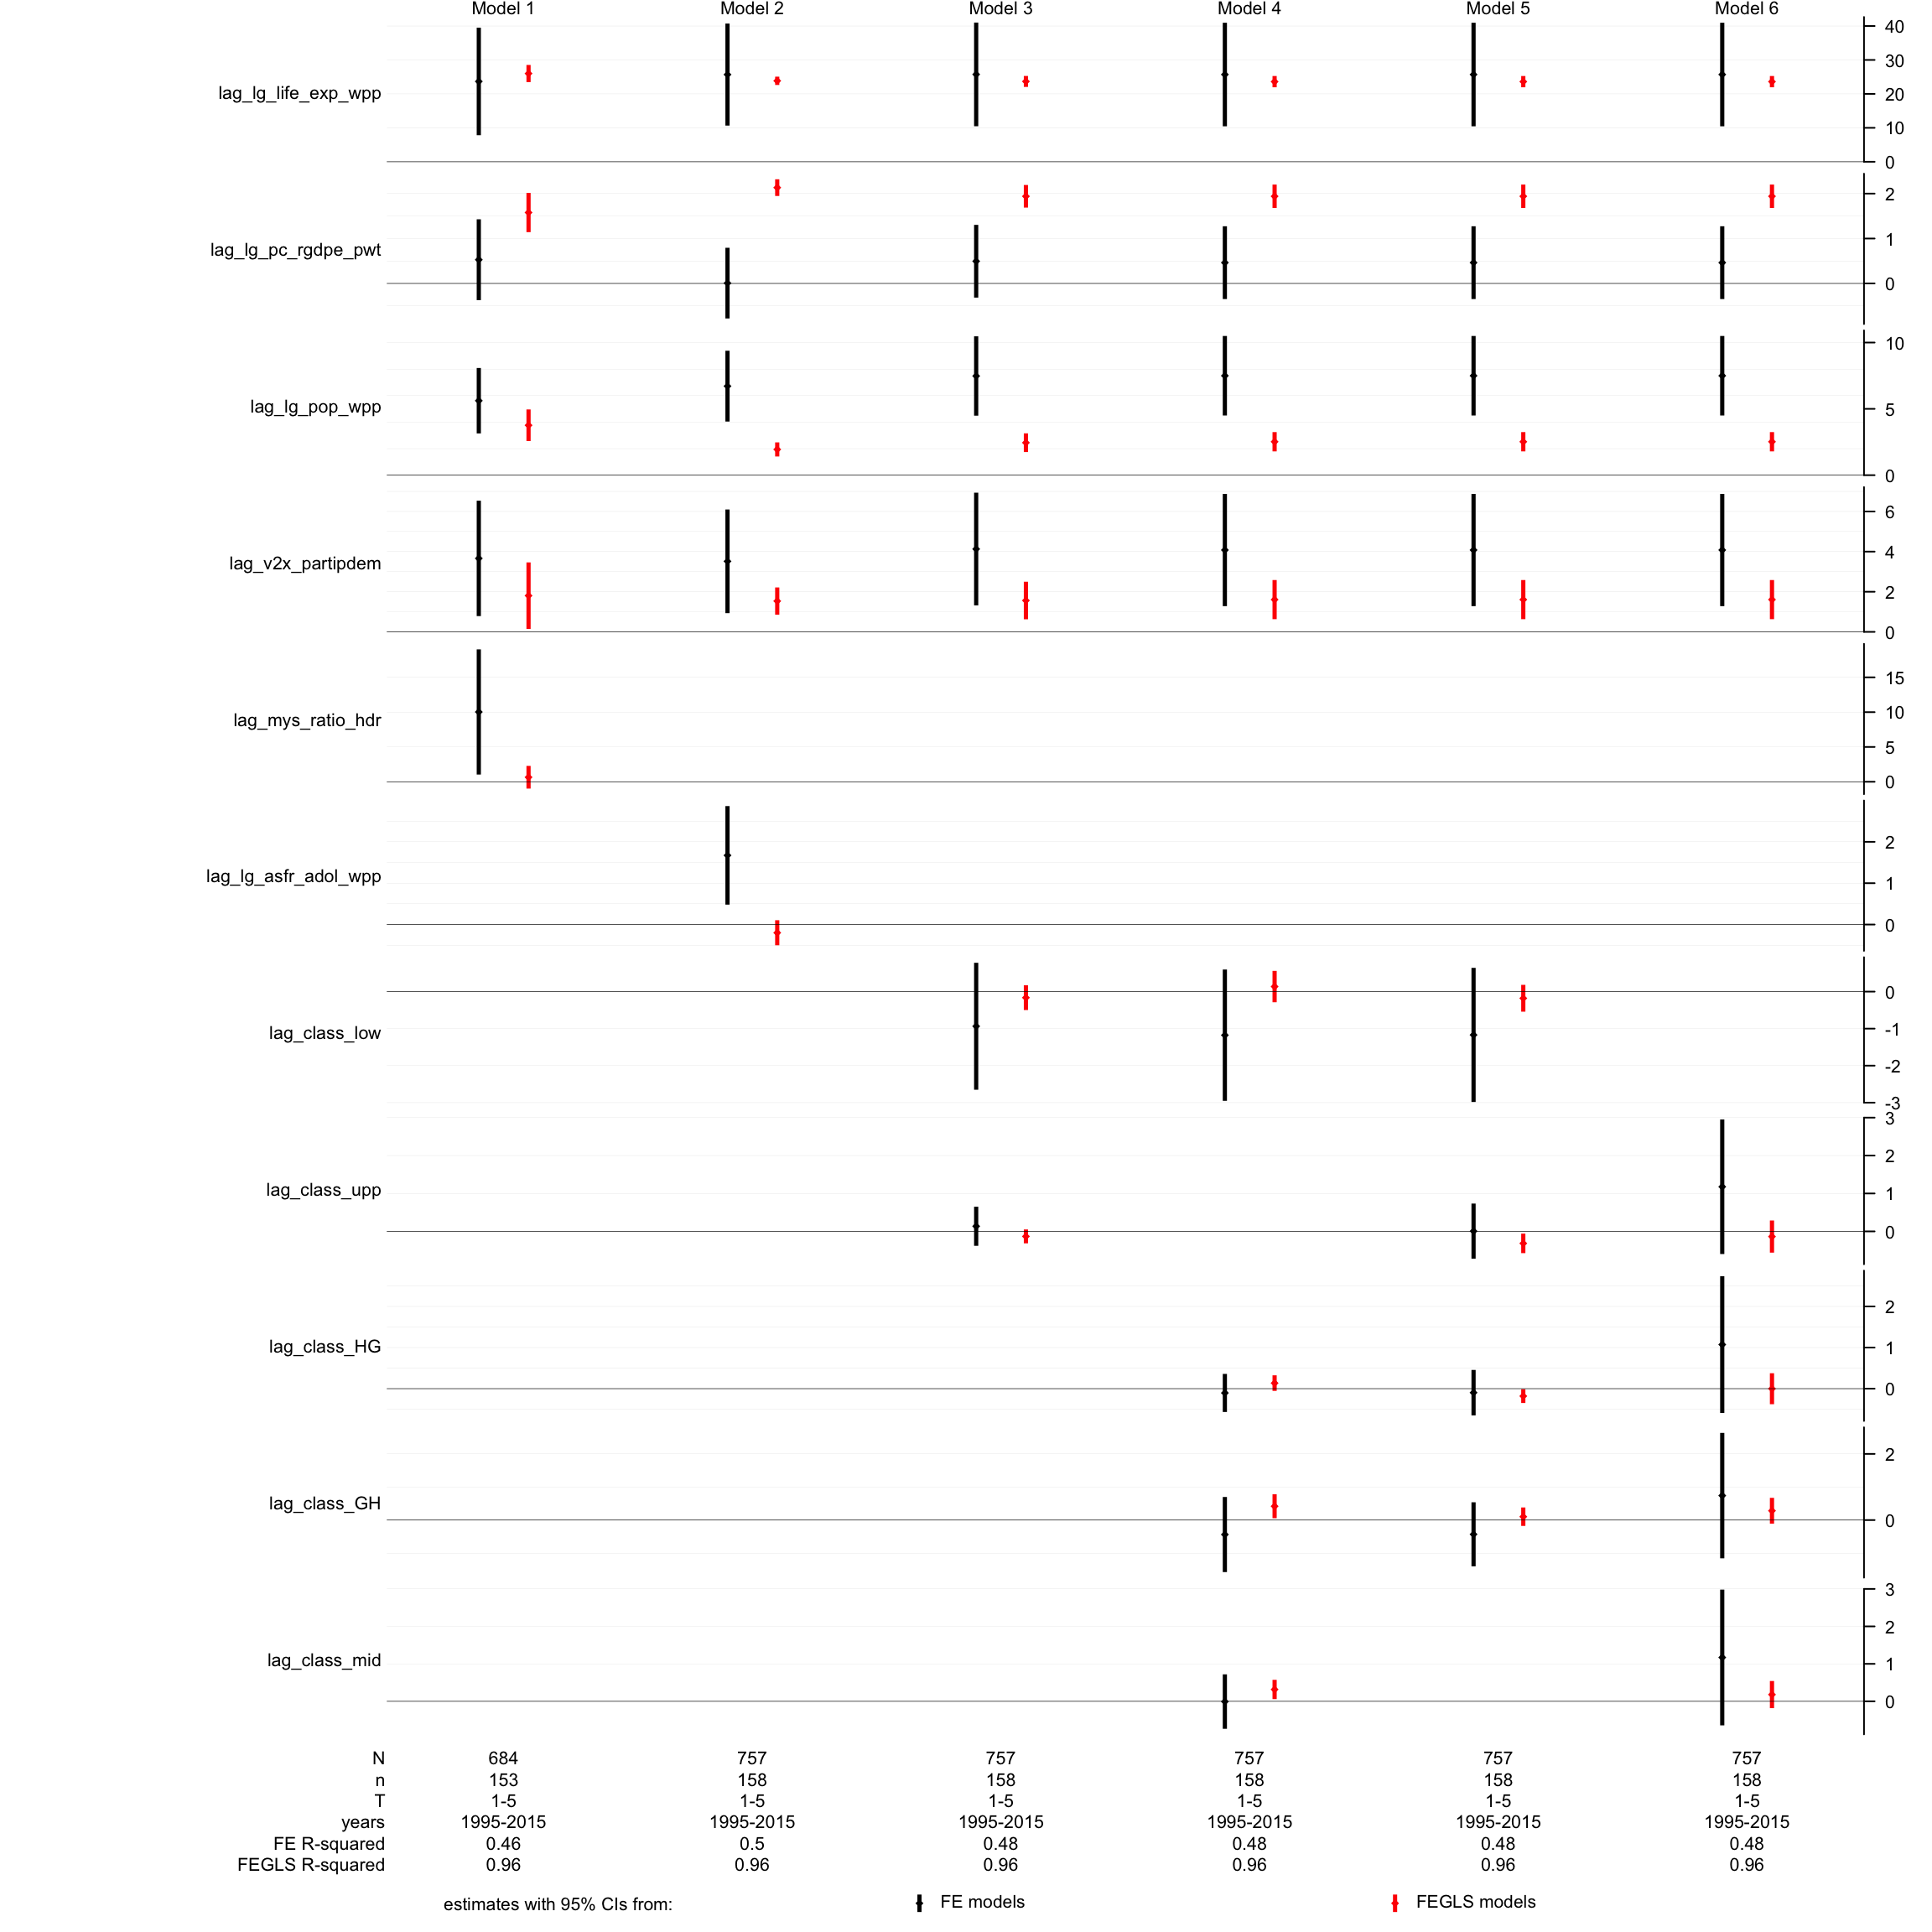 Model 1 Model 2 Model 3 Model 4 Model 5 Model 6
lag_lg_life_exp_wpp
40
30
20
10
0
lag_lg_pc_rgdpe_pwt
2
1
0
lag_lg_pop_wpp
10
5
0
lag_v2x_partipdem
6
4
2
0
lag_mys_ratio_hdr
15
10
5
0
lag_lg_asfr_adol_wpp
2
1
0
lag_class_low
0
-1
-2
-3
lag_class_upp
3
2
1
0
lag_class_HG
2
1
0
lag_class_GH
2
0
lag_class_mid
3
2
1
0
N 684 757 757 757 757 757
n 153 158 158 158 158 158
T 1-5 1-5 1-5 1-5 1-5 1-5
years 1995-2015 1995-2015 1995-2015 1995-2015 1995-2015 1995-2015
FE R-squared 0.46 0.5 0.48 0.48 0.48 0.48
FEGLS R-squared 0.96 0.96 0.96 0.96 0.96 0.96
estimates with 95% CIs from: FE models FEGLS models